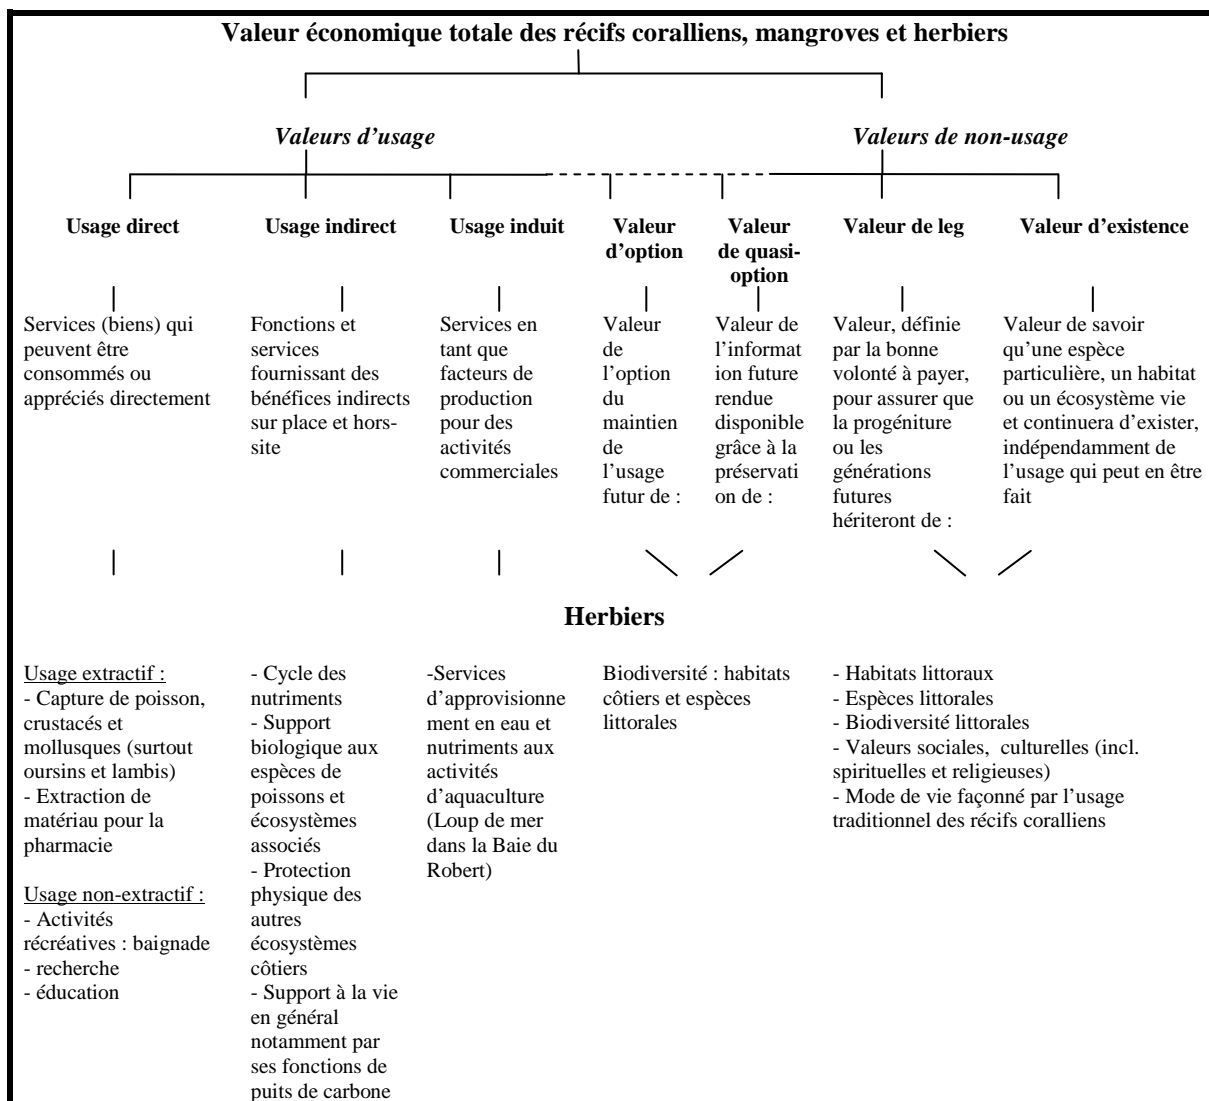 Valeur économique totale des récifs coralliens, mangroves et herbiers
Valeurs d'usage
Valeurs de non-usage
Usage direct
Usage indirect
Usage induit
Valeur
d'option
Valeur
de quasi-
option
Valeur de leg
Valeur d'existence
Services (biens) qui
peuvent être
consommés ou
appréciés directement
Fonctions et
services
fournissant des
bénéfices indirects
sur place et hors-
site
Services en
tant que
facteurs de
production
pour des
activités
commerciales
Valeur
de
l'option
du
maintien
de
l'usage
futur de :
Valeur de
l'informat
ion future
rendue
disponible
grâce à la
préservati
on de :
Valeur, définie
par la bonne
volonté à payer,
pour assurer que
la progéniture
ou les
générations
futures
hériteront de :
Valeur de savoir
qu'une espèce
particulière, un habitat
ou un écosystème vie
et continuera d'exister,
indépendamment de
l'usage qui peut en être
fait
Herbiers
Usage extractif :
- Capture de poisson,
crustacés et
mollusques (surtout
oursins et lambis)
- Extraction de
matériau pour la
pharmacie
Usage non-extractif :
- Activités
récréatives : baignade
- recherche
- éducation
- Cycle des
nutriments
- Support
biologique aux
espèces de
poissons et
écosystèmes
associés
- Protection
physique des
autres
écosystèmes
côtiers
- Support à la vie
en général
notamment par
ses fonctions de
puits de carbone
-Services
d'approvisionne
ment en eau et
nutriments aux
activités
d'aquaculture
(Loup de mer
dans la Baie du
Robert)
Biodiversité : habitats
côtiers et espèces
littorales
- Habitats littoraux
- Espèces littorales
- Biodiversité littorales
- Valeurs sociales, culturelles (incl.
spirituelles et religieuses)
- Mode de vie façonné par l'usage
traditionnel des récifs coralliens